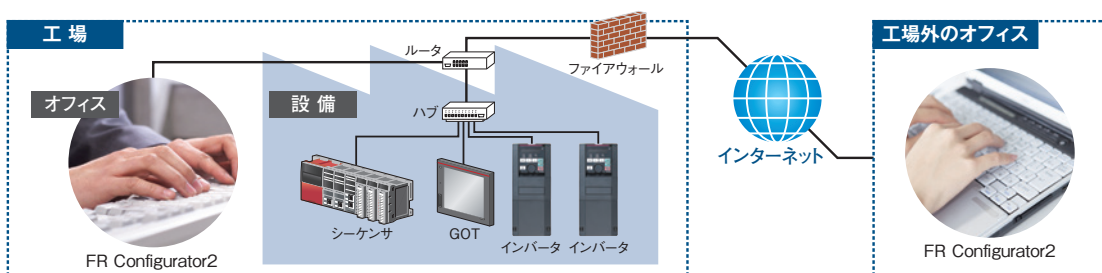 工場
オフィス
FR Configurator2
設備
ルータ
ハブ
シーケンサ
GOT
インバータ
インバータ
ファイアウォール
インターネット
工場外のオフィス
FR Configurator2